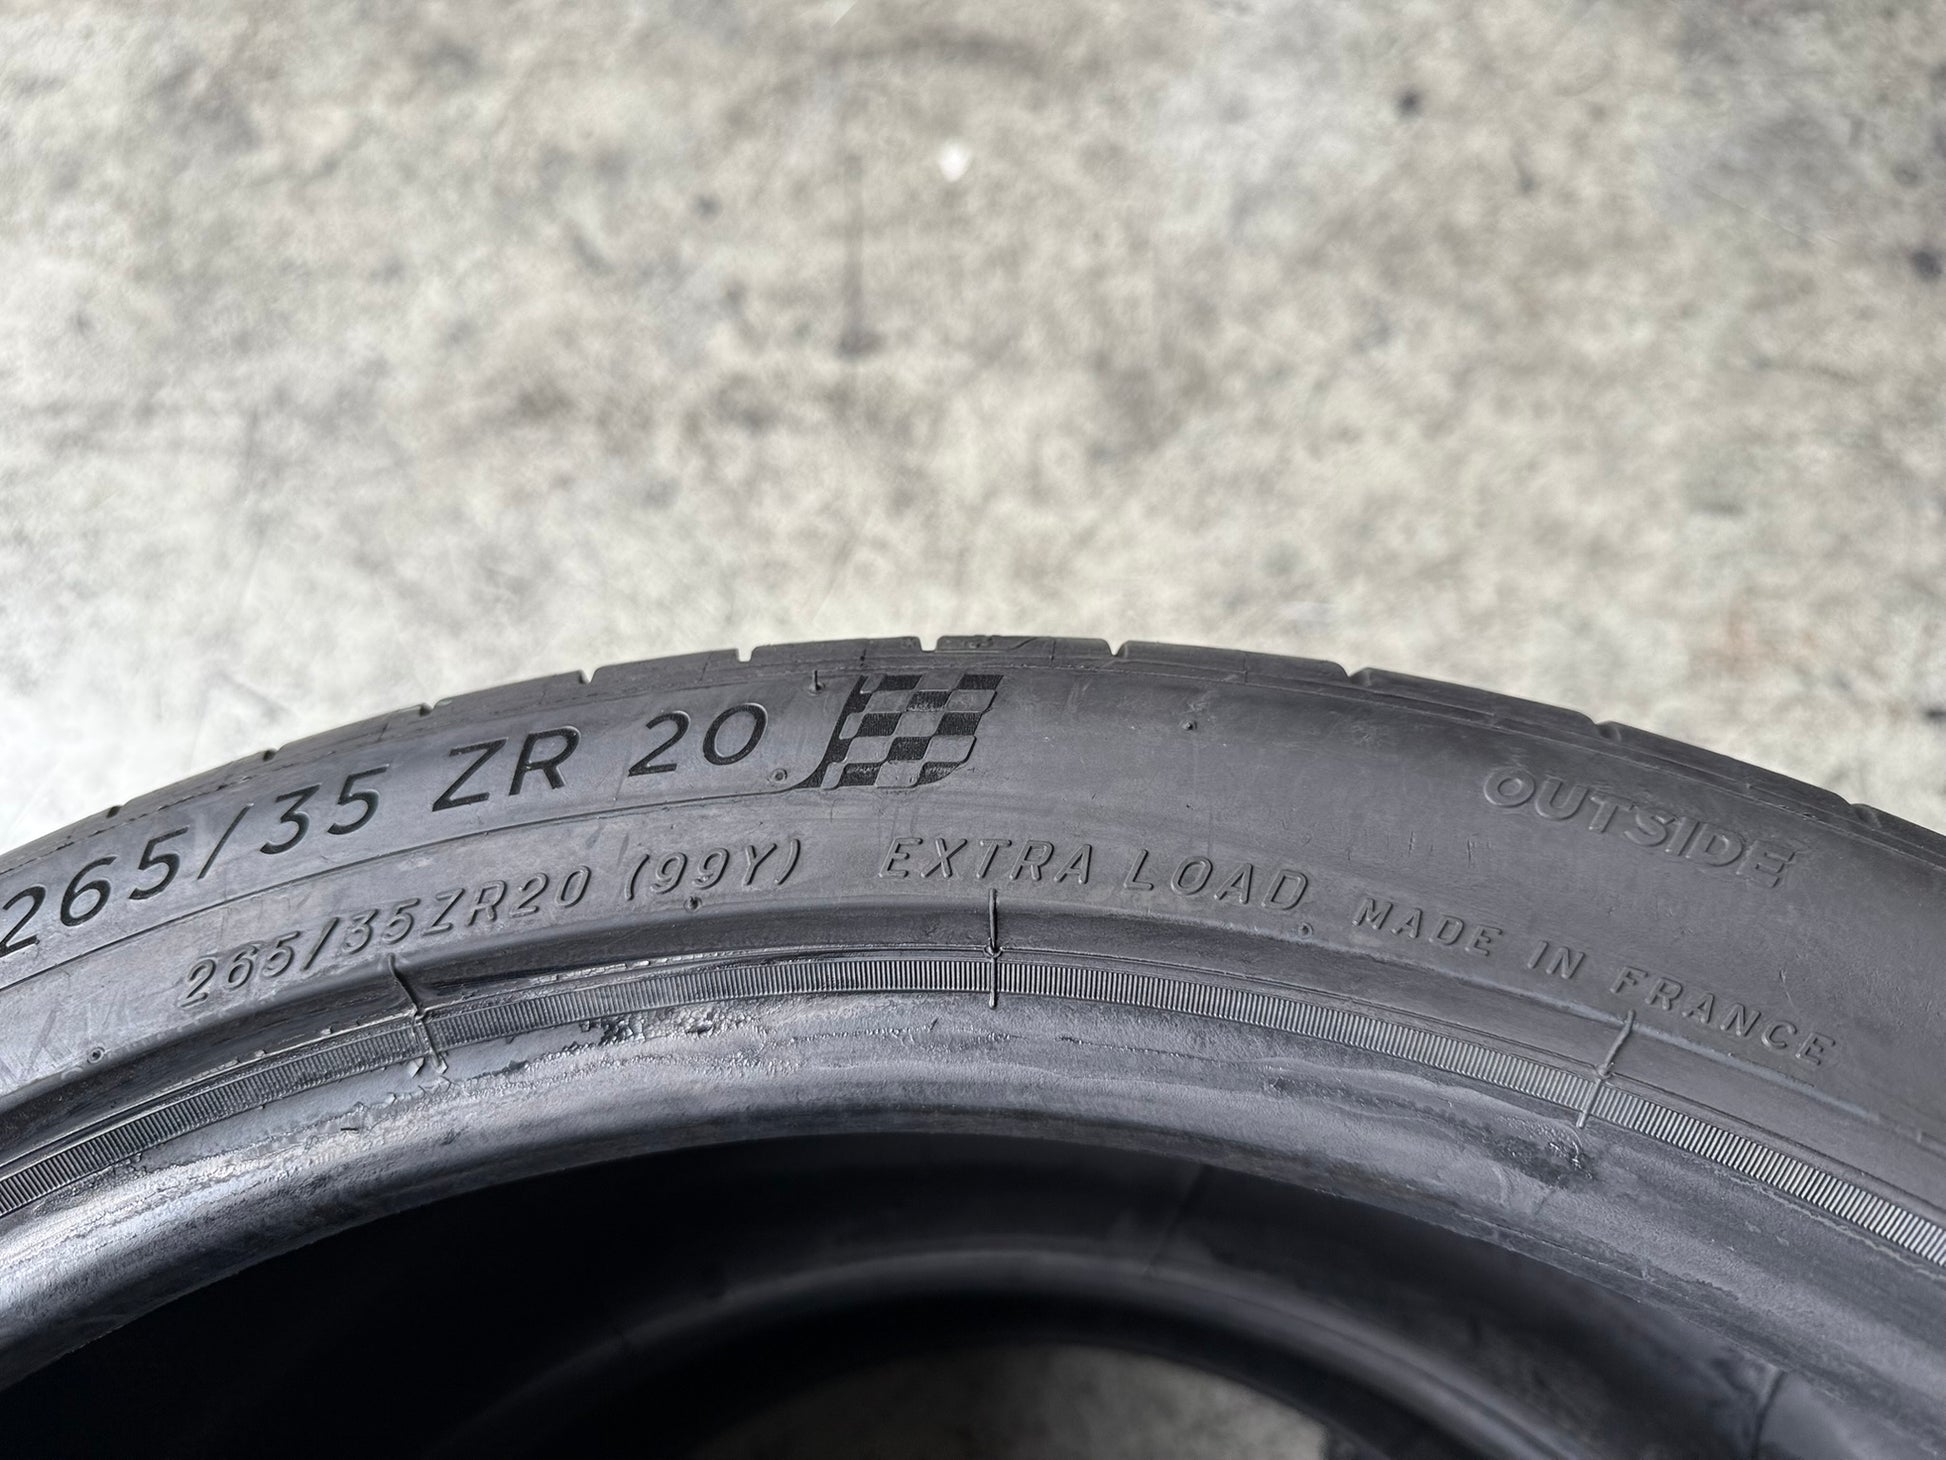 265/35 ZR 20
OUTSIDE
265/35ZR20 (99Y) EXTRA LOAD MADE IN FRANCE